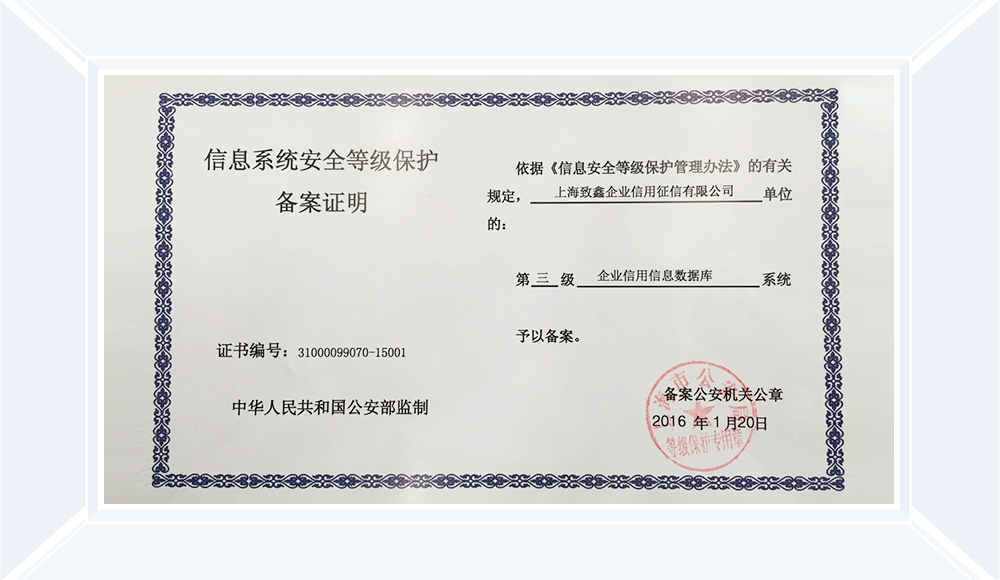 信息系统安全等级保护
备案证明
证书编号：31000099070-15001
中华人民共和国公安部监制
依据《信息安全等级保护管理办法》的有关
规定，上海致鑫企业信用征信有限公司单位
的：
第三级企业信用信息数据库系统
予以备案。
备案公安机关公章
2016 年1月20日
上海市公安局
等级保护专用章